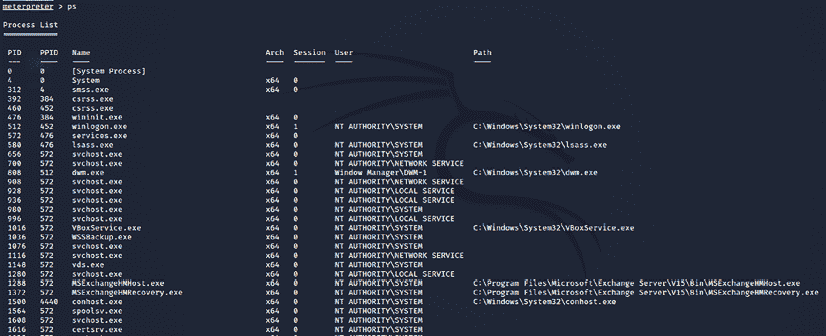 meterpreter > ps
Process List
PID PPID Name Arch Session User Path
0 0 [System Process]
4 0 System x64 0
312 4 smss.exe x64 0
392 384 csrss.exe
460 452 csrss.exe
476 384 wininit.exe x64 0
512 452 winlogon.exe x64 1 NT AUTHORITY\SYSTEM C:\Windows\System32\winlogon.exe
572 476 services.exe x64 0
580 476 lsass.exe x64 0 NT AUTHORITY\SYSTEM C:\Windows\System32\lsass.exe
656 572 svchost.exe x64 0 NT AUTHORITY\SYSTEM
700 572 svchost.exe x64 0 NT AUTHORITY\NETWORK SERVICE
808 512 dwm.exe x64 1 Window Manager\DWM-1 C:\Windows\System32\dwm.exe
908 572 svchost.exe x64 0 NT AUTHORITY\NETWORK SERVICE
928 572 svchost.exe x64 0 NT AUTHORITY\LOCAL SERVICE
936 572 svchost.exe x64 0 NT AUTHORITY\LOCAL SERVICE
980 572 svchost.exe x64 0 NT AUTHORITY\SYSTEM
996 572 svchost.exe x64 0 NT AUTHORITY\LOCAL SERVICE
1016 572 VBoxService.exe x64 0 NT AUTHORITY\SYSTEM C:\Windows\System32\VBoxService.exe
1036 572 WSSBackup.exe x64 0 NT AUTHORITY\SYSTEM
1076 572 svchost.exe x64 0 NT AUTHORITY\SYSTEM
1116 572 svchost.exe x64 0 NT AUTHORITY\NETWORK SERVICE
1148 572 vds.exe x64 0 NT AUTHORITY\SYSTEM
1280 572 svchost.exe x64 0 NT AUTHORITY\LOCAL SERVICE
1288 572 MSExchangeHMHost.exe x64 0 NT AUTHORITY\SYSTEM C:\Program Files\Microsoft\Exchange Server\V15\Bin\MSExchangeHMHost.exe
1372 572 MSExchangeHMRecovery.exe x64 0 NT AUTHORITY\SYSTEM C:\Program Files\Microsoft\Exchange Server\V15\Bin\MSExchangeHMRecovery.exe
1500 4440 conhost.exe x64 0 NT AUTHORITY\SYSTEM C:\Windows\System32\conhost.exe
1564 572 spoolsv.exe x64 0 NT AUTHORITY\SYSTEM
1608 572 svchost.exe x64 0 NT AUTHORITY\SYSTEM
1616 572 certsrv.exe x64 0 NT AUTHORITY\SYSTEM